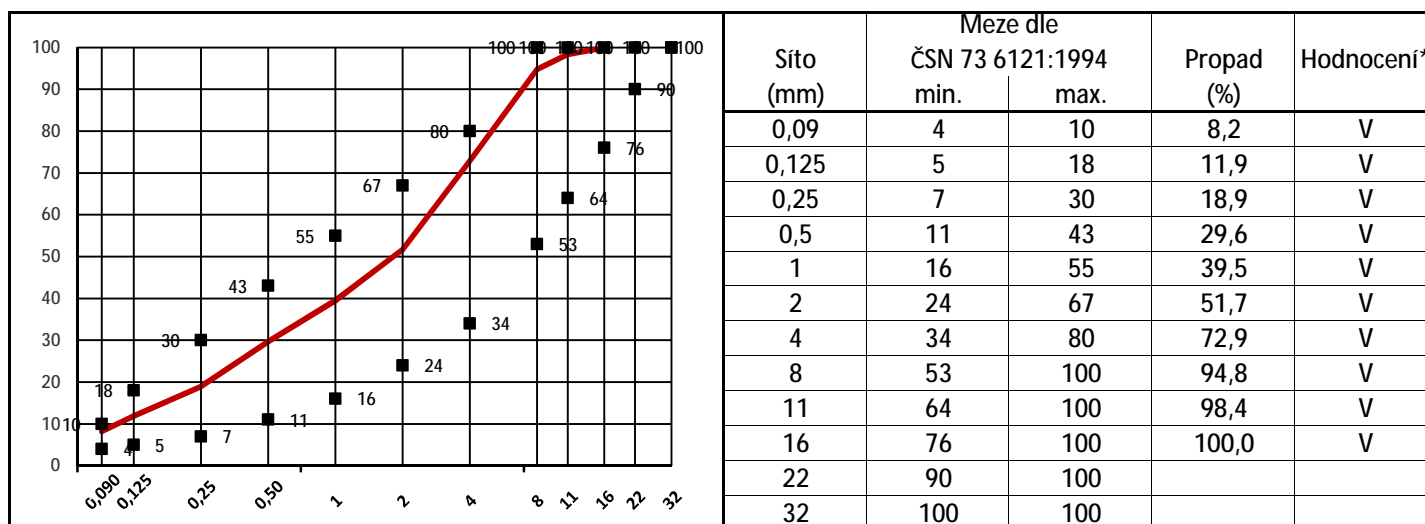 100
90
80
70
60
50
40
30
20
10
0
100 100 100 100 100
90
80
76
67
64
55
53
43
34
30
24
18
16
11
10
7
5
4
0,090 0,125 0,25 0,50 1 2 4 8 11 16 22 32
Meze dle
Síto ČSN 73 6121:1994 Propad Hodnocení*
(mm) min. max. (%)
0,09 4 10 8,2 V
0,125 5 18 11,9 V
0,25 7 30 18,9 V
0,5 11 43 29,6 V
1 16 55 39,5 V
2 24 67 51,7 V
4 34 80 72,9 V
8 53 100 94,8 V
11 64 100 98,4 V
16 76 100 100,0 V
22 90 100
32 100 100